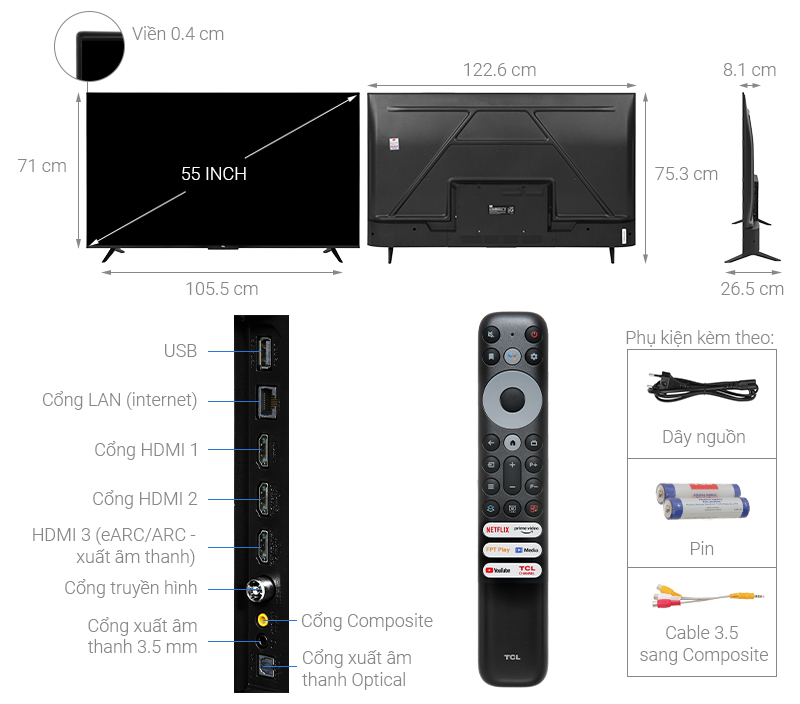 Viền 0.4 cm
122.6 cm
8.1 cm
71 cm
55 INCH
75.3 cm
105.5 cm
26.5 cm
USB
Cổng LAN (internet)
Cổng HDMI 1
Cổng HDMI 2
HDMI 3 (eARC/ARC -
xuất âm thanh)
Cổng truyền hình
Cổng xuất âm
thanh 3.5 mm
Cổng Composite
Cổng xuất âm
thanh Optical
P+
P-
NETFLIX
prime video
FPT Play
Media
YouTube
TCL
CHANNEL
TCL
Phụ kiện kèm theo:
Dây nguồn
Pin
Cable 3.5
sang Composite